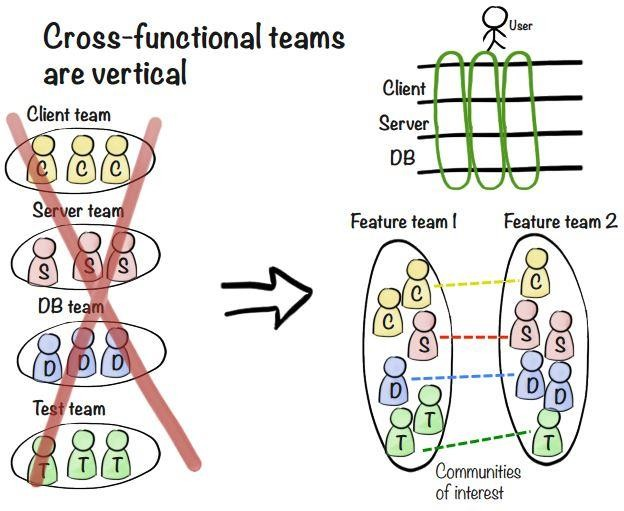 Cross-functional teams
are vertical
User
Client
Server
DB
Client team
C C C
Server team
S S S
DB team
D D D
Test team
T T T
Feature team 1
Feature team 2
C
C
S
D
T
T
C
S
S
D
D
T
Communities
of interest